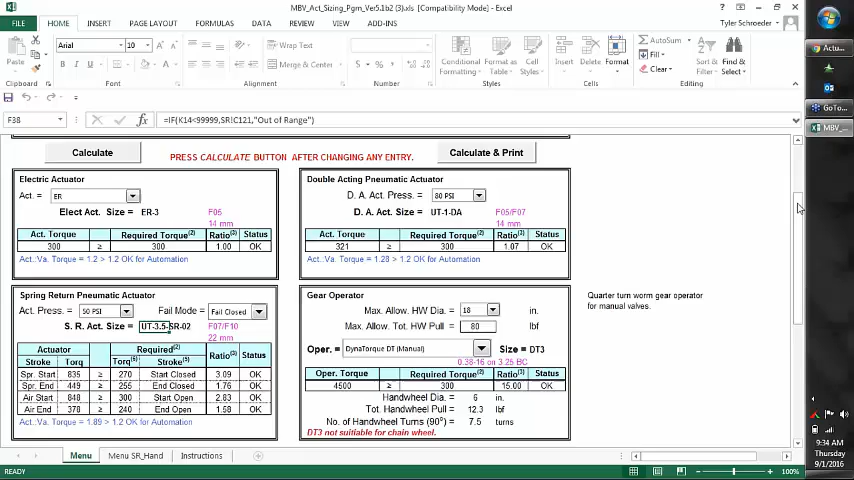 MBV_Act_Sizing_Pgrm_Ver5.1b2 (3).xls [Compatibility Mode] - Excel
FILE HOME INSERT PAGE LAYOUT FORMULAS DATA REVIEW VIEW ADD-INS Tyler Schroeder
Paste Arial 10 Wrap Text AutoSum
B I U Merge & Center $ % Conditional Formatting Format as Table Cell Styles Insert Delete Format Fill Clear Sort & Filter Find & Select
Clipboard Font Alignment Number Styles Cells Editing
F38 =IF(K14<99999,SR!C121,"Out of Range")
Calculate PRESS CALCULATE BUTTON AFTER CHANGING ANY ENTRY. Calculate & Print
Electric Actuator
Act. = ER
Elect Act. Size = ER-3 F05
14 mm
Act. Torque Required Torque(2) Ratio(3) Status
300 ≥ 300 1.00 OK
Act.:Va. Torque = 1.2 > 1.2 OK for Automation
Double Acting Pneumatic Actuator
D. A. Act. Press. = 80 PSI
D. A. Act. Size = UT-1-DA F05/F07
14 mm
Act. Torque Required Torque(2) Ratio(3) Status
321 ≥ 300 1.07 OK
Act.:Va. Torque = 1.28 > 1.2 OK for Automation
Spring Return Pneumatic Actuator
Act. Press = 50 PSI Fail Mode = Fail Closed
S. R. Act. Size = UT-3.5-SR-02 F07/F10
22 mm
Actuator Required(2) Ratio(3) Status
Stroke Torq Torq(5) Stroke(5)
Spr. Start 835 ≥ 270 Start Closed 3.09 OK
Spr. End 449 ≥ 255 End Closed 1.76 OK
Air Start 848 ≥ 300 Start Open 2.83 OK
Air End 378 ≥ 240 End Open 1.58 OK
Act.:Va. Torque = 1.89 > 1.2 OK for Automation
Gear Operator
Max. Allow. HW Dia. = 18 in.
Max. Allow. Tot. HW Pull = 80 lbf
Oper. = DynaTorque DT (Manual) Size = DT3
0.38-16 on 3.25 BC
Oper. Torque Required Torque(2) Ratio(3) Status
4500 ≥ 300 15.00 OK
Handwheel Dia. = 6 in.
Tot. Handwheel Pull = 12.3 lbf
No. of Handwheel Turns (90°) = 7.5 turns
DT3 not suitiable for chain wheel.
Quarter turn worm gear operator
for manual valves.
Menu Menu SR_Hand Instructions
READY 100%
Actu...
GoTo...
MBV_...
9:34 AM
Thursday
9/1/2016